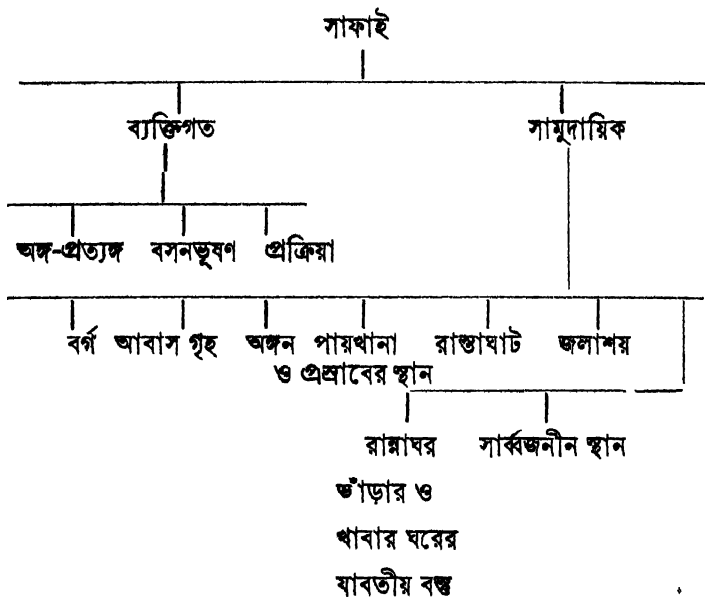 সাফাই
ব্যক্তিগত সামুদায়িক
অঙ্গ-প্রত্যঙ্গ বসনভূষণ প্রক্রিয়া
বর্গ আবাস গৃহ অঙ্গন পায়খানা রাস্তাঘাট জলাশয়
ও প্রস্রাবের স্থান
রান্নাঘর সার্ব্বজনীন স্থান
ভাঁড়ার ও
খাবার ঘরের
যাবতীয় বস্তু